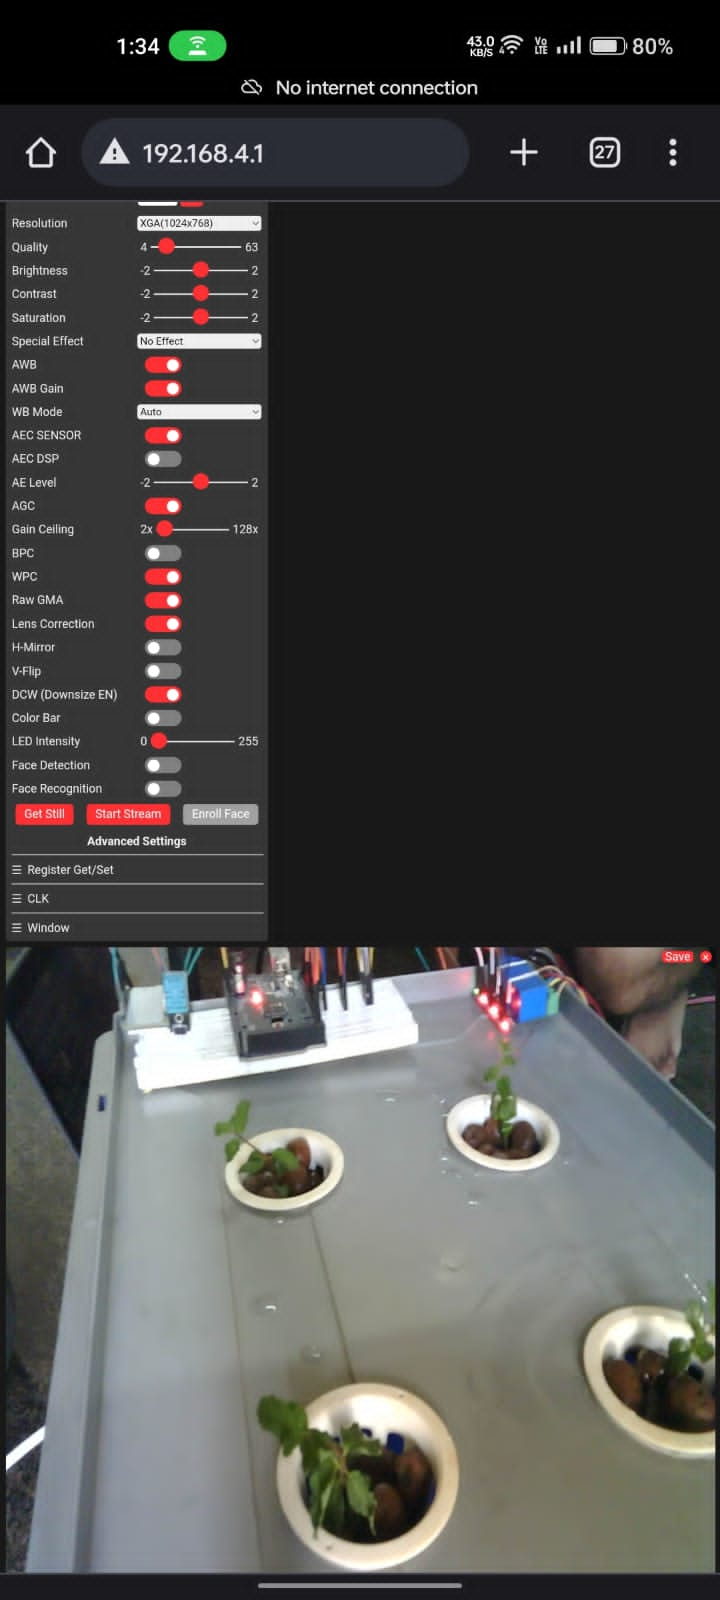 1:34 43.0 KB/S 4 Vo LTE 80%
No internet connection
192.168.4.1 27
Resolution XGA(1024x768)
Quality 4 63
Brightness -2 2
Contrast -2 2
Saturation -2 2
Special Effect No Effect
AWB
AWB Gain
WB Mode Auto
AEC SENSOR
AEC DSP
AE Level -2 2
AGC
Gain Ceiling 2x 128x
BPC
WPC
Raw GMA
Lens Correction
H-Mirror
V-Flip
DCW (Downsize EN)
Color Bar
LED Intensity 0 255
Face Detection
Face Recognition
Get Still Start Stream Enroll Face
Advanced Settings
Register Get/Set
CLK
Window
Save